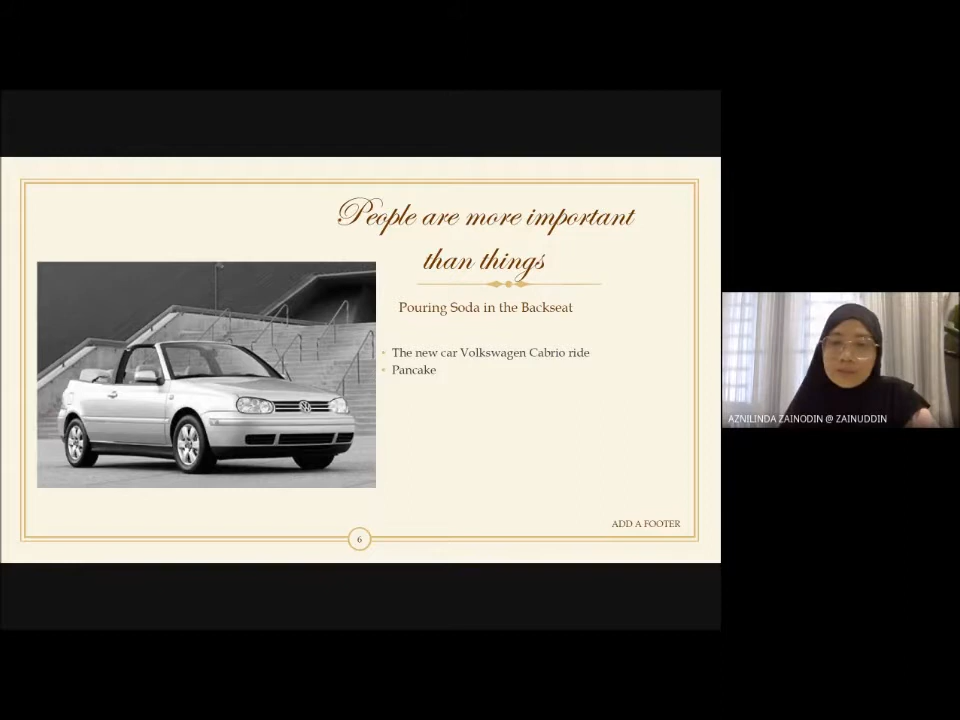 People are more important
than things
Pouring Soda in the Backseat
• The new car Volkswagen Cabrio ride
• Pancake
ADD A FOOTER
6
AZNILINDA ZAINODIN @ ZAINUDDIN